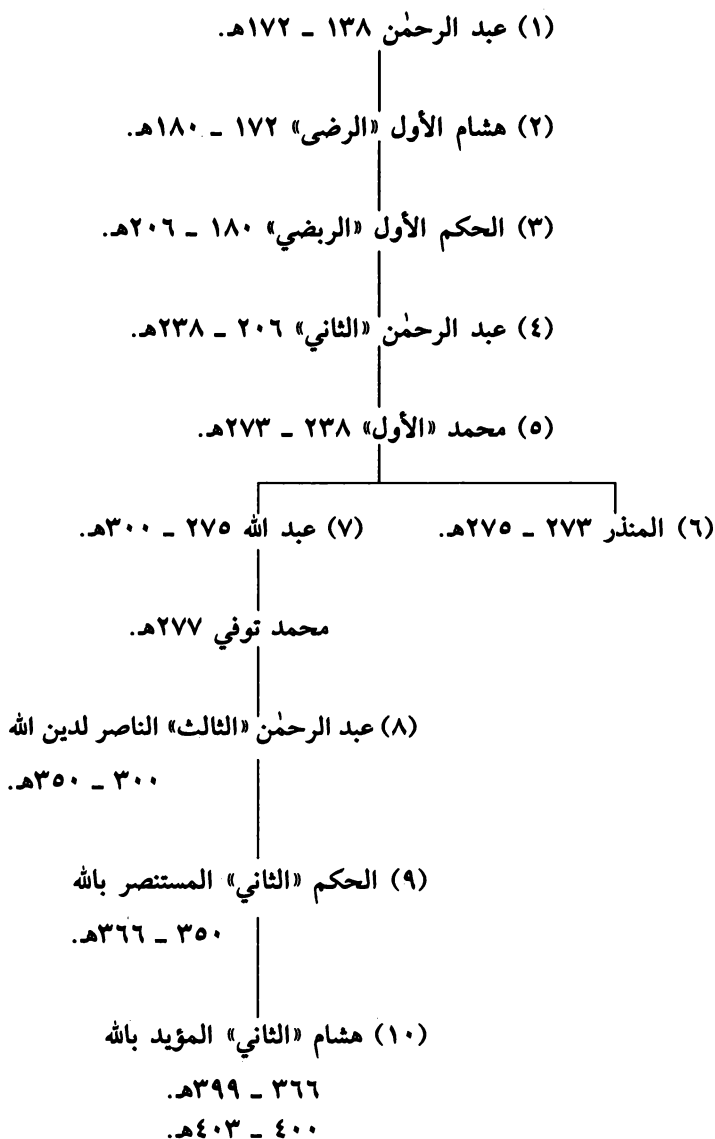 (١) عبد الرحمٰن ١٣٨ ـ ١٧٢هـ.
(٢) هشام الأول «الرضى» ١٧٢ ـ ١٨٠هـ.
(٣) الحكم الأول «الربضي» ١٨٠ ـ ٢٠٦هـ.
(٤) عبد الرحمٰن «الثاني» ٢٠٦ ـ ٢٣٨هـ.
(٥) محمد «الأول» ٢٣٨ ـ ٢٧٣هـ.
(٦) المنذر ٢٧٣ ـ ٢٧٥هـ. (٧) عبد الله ٢٧٥ ـ ٣٠٠هـ.
محمد توفي ٢٧٧هـ.
(٨) عبد الرحمٰن «الثالث» الناصر لدين الله
٣٠٠ ـ ٣٥٠هـ.
(٩) الحكم «الثاني» المستنصر بالله
٣٥٠ ـ ٣٦٦هـ.
(١٠) هشام «الثاني» المؤيد بالله
٣٦٦ ـ ٣٩٩هـ.
٤٠٠ ـ ٤٠٣هـ.